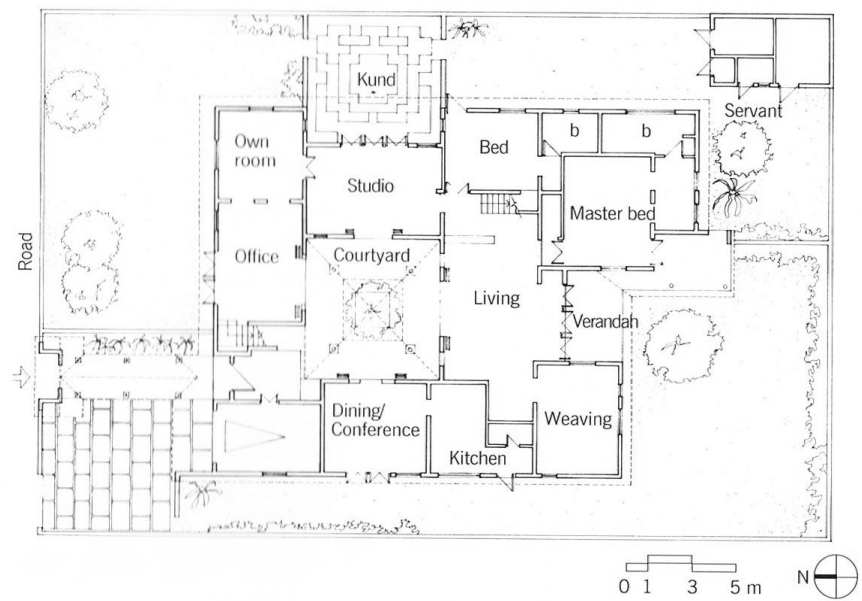 Kund
Servant
Own
room
Bed
b
b
Studio
Master bed
Road
Office
Courtyard
Living
Verandah
Dining/
Conference
Weaving
Kitchen
N
0 1 3 5 m